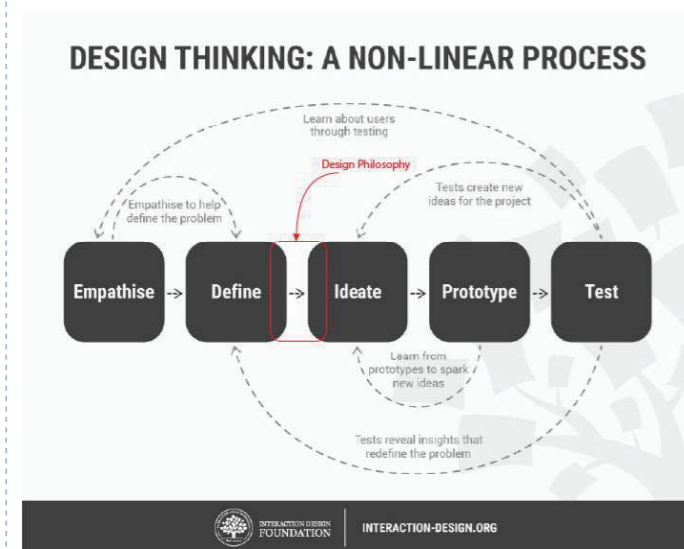 DESIGN THINKING: A NON-LINEAR PROCESS
Learn about users
through testing
Design Philosophy
Empathise to help
define the problem
Tests create new
ideas for the project
Empathise
Define
Ideate
Prototype
Test
Learn from
prototypes to spark
new ideas
Tests reveal insights that
redefine the problem
INTERACTION DESIGN
FOUNDATION
INTERACTION-DESIGN.ORG